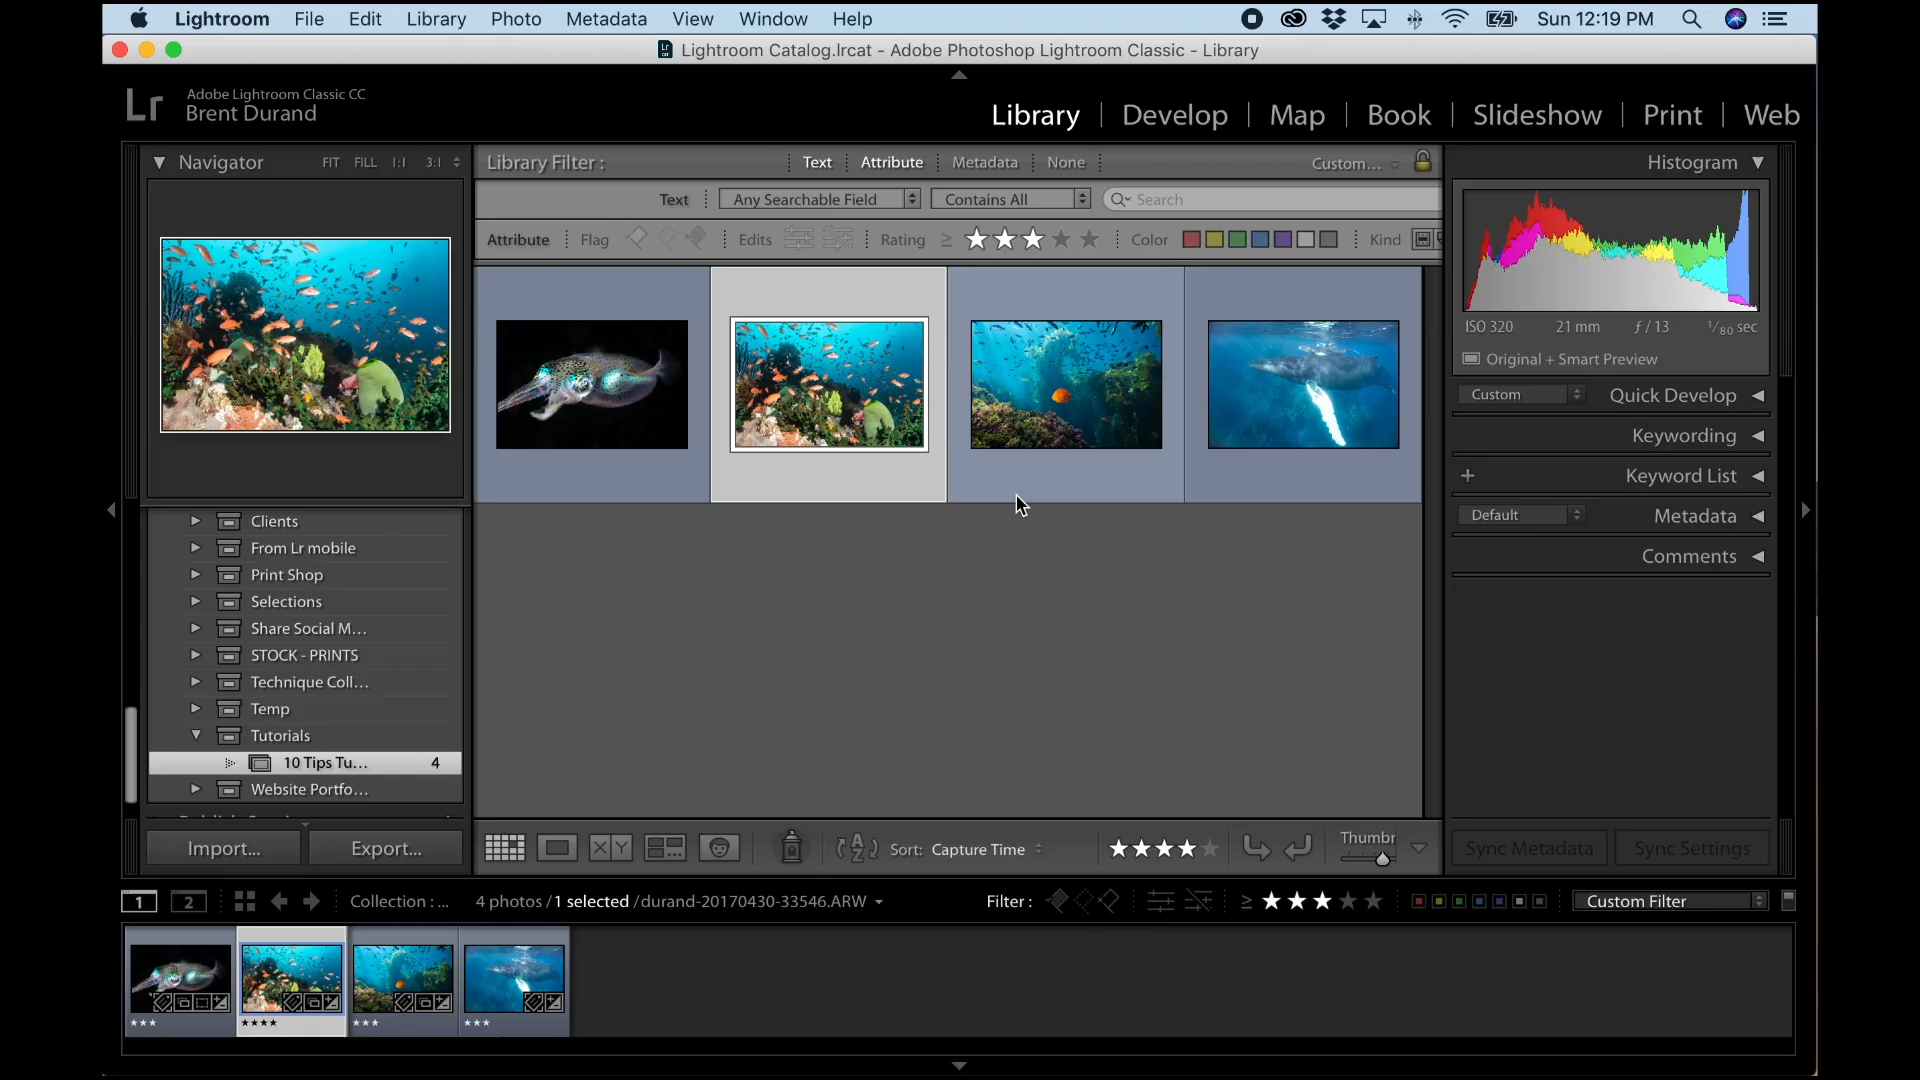 Lightroom File Edit Library Photo Metadata View Window Help Sun 12:19 PM
Lightroom Catalog.lrcat - Adobe Photoshop Lightroom Classic - Library
Lr Adobe Lightroom Classic CC
Brent Durand
Library | Develop | Map | Book | Slideshow | Print | Web
Navigator FIT FILL 1:1 3:1
Library Filter : Text Attribute Metadata None Custom...
Histogram
Text Any Searchable Field Contains All Search
Attribute Flag Edits Rating ≥ ★★★★★ Color Kind
ISO 320 21 mm ƒ / 13 1/80 sec
Original + Smart Preview
Custom Quick Develop
Keywording
+ Keyword List
Default Metadata
Comments
Clients
From Lr mobile
Print Shop
Selections
Share Social M...
STOCK - PRINTS
Technique Coll...
Temp
Tutorials
10 Tips Tu... 4
Website Portfo...
Import... Export...
XY Sort: Capture Time ★★★★★ Thumbr
Sync Metadata Sync Settings
1 2 Collection : ... 4 photos / 1 selected / durand-20170430-33546.ARW Filter : ≥ ★★★★★ Custom Filter
★★★ ★★★★ ★★★ ★★★